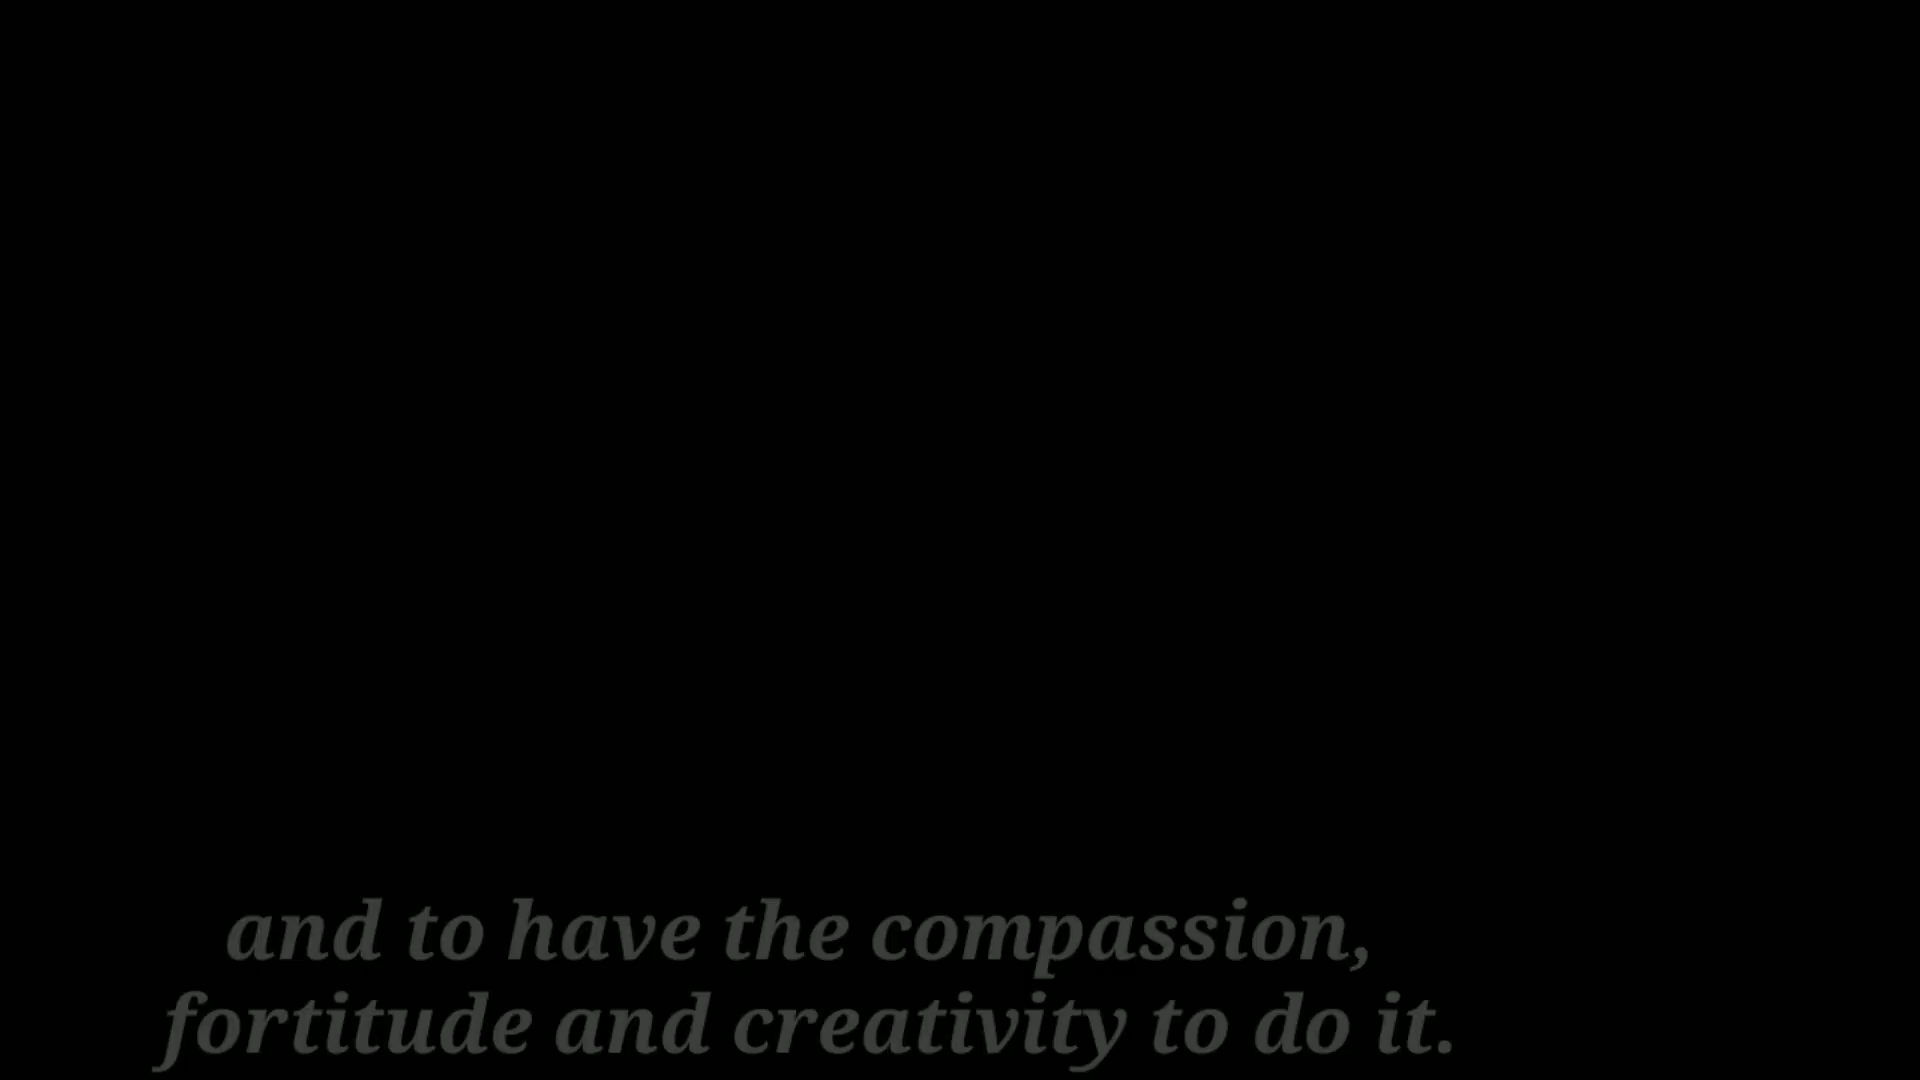 and to have the compassion,
fortitude and creativity to do it.